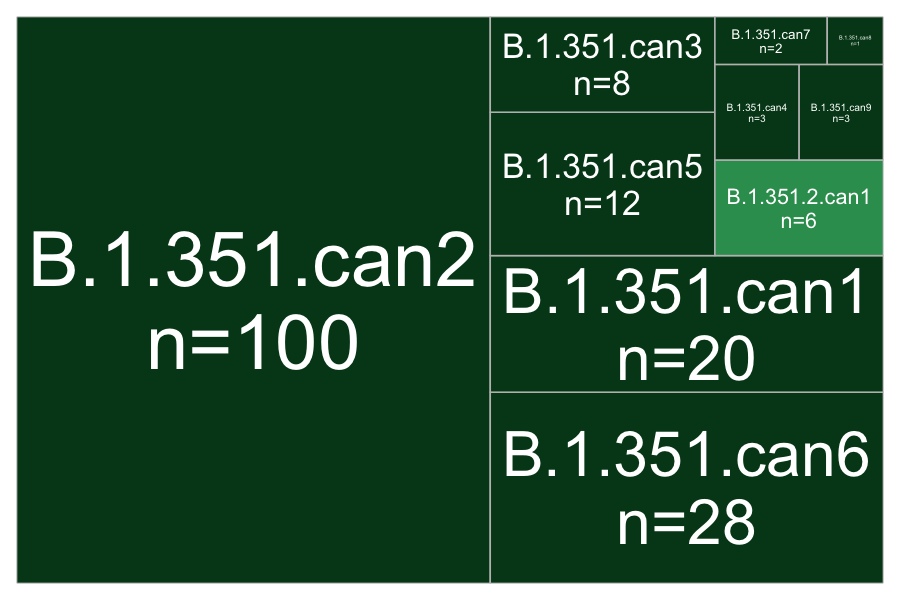 B.1.351.can2
n=100
B.1.351.can3
n=8
B.1.351.can5
n=12
B.1.351.can7
n=2
B.1.351.can8
n=1
B.1.351.can4
n=3
B.1.351.can9
n=3
B.1.351.2.can1
n=6
B.1.351.can1
n=20
B.1.351.can6
n=28